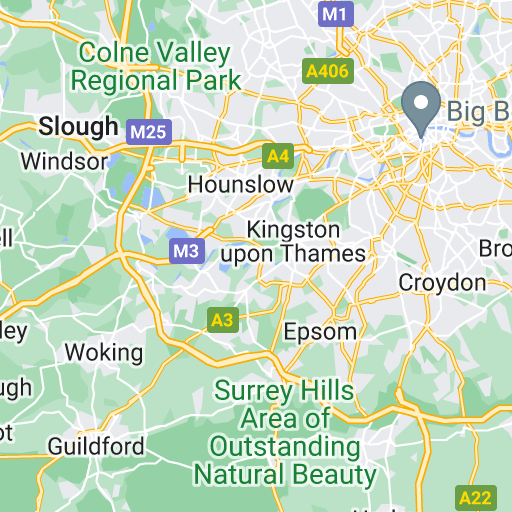 M1
Colne Valley
Regional Park
A406
Big B
Slough
M25
Windsor
A4
Hounslow
Kingston
upon Thames
ell
M3
Bro
Croydon
A3
Epsom
ley
Woking
ugh
Surrey Hills
Area of
Outstanding
Natural Beauty
ot
Guildford
A22